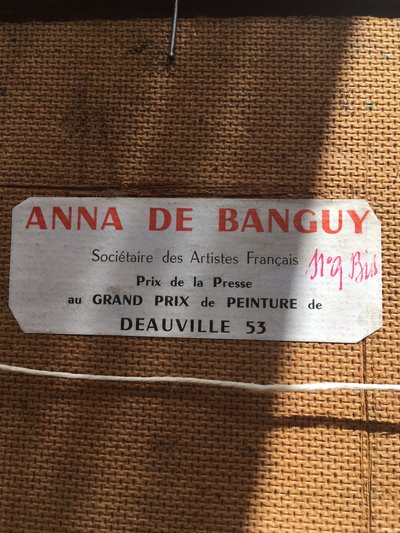 ANNA DE BANGUY
Sociétaire des Artistes Français
N°9 Bis
Prix de la Presse
au GRAND PRIX de PEINTURE de
DEAUVILLE 53